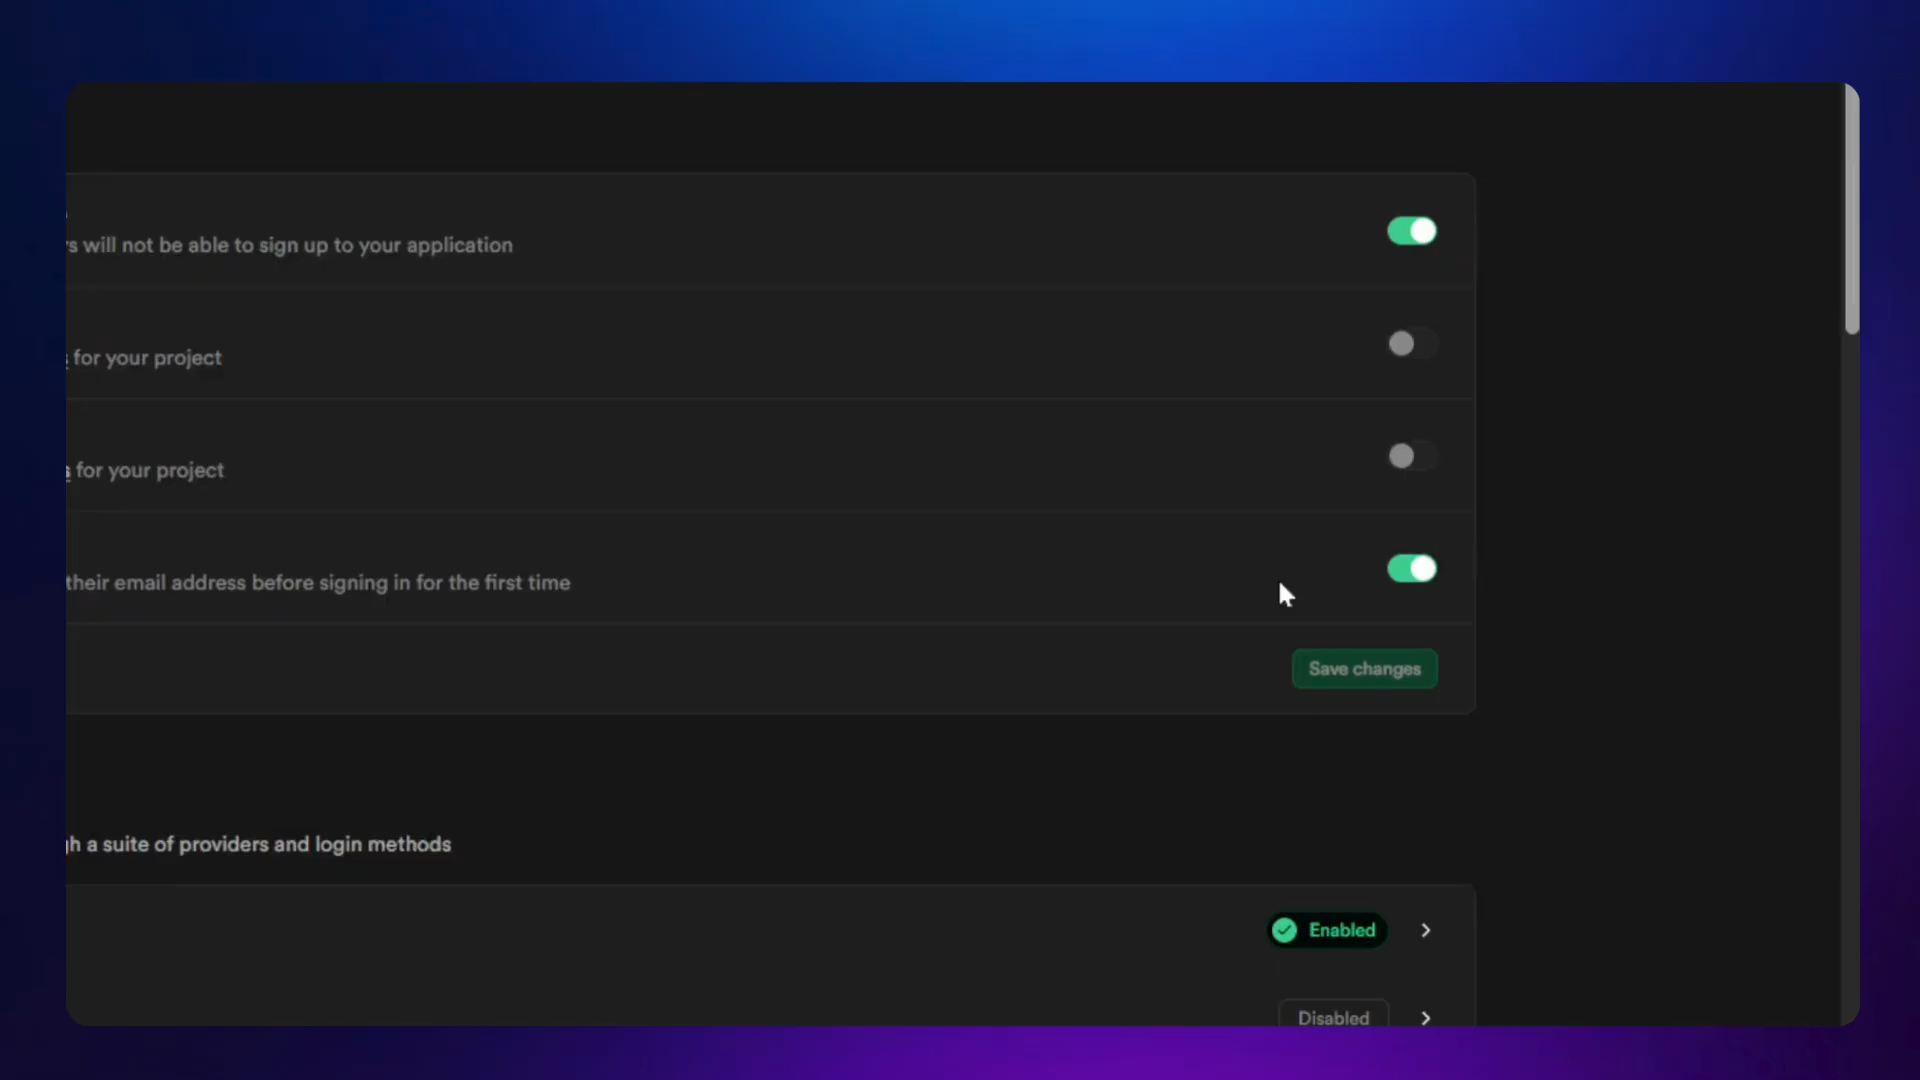 will not be able to sign up to your application
for your project
for your project
their email address before signing in for the first time
Save changes
a suite of providers and login methods
Enabled
Disabled